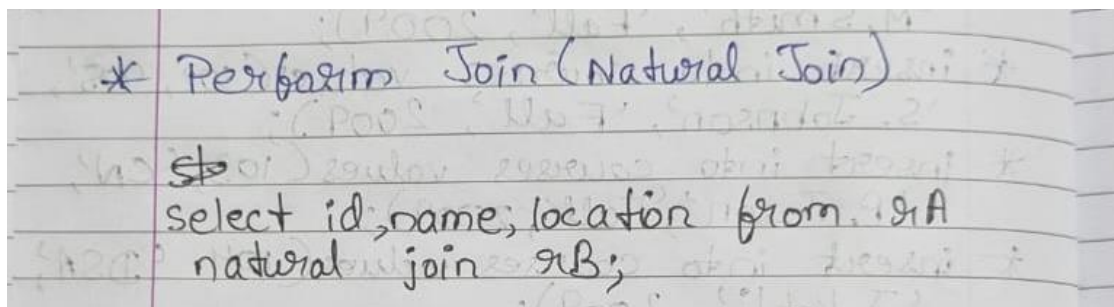 * Perform Join (Natural Join)
select id, name, location from rA
natural join rB;